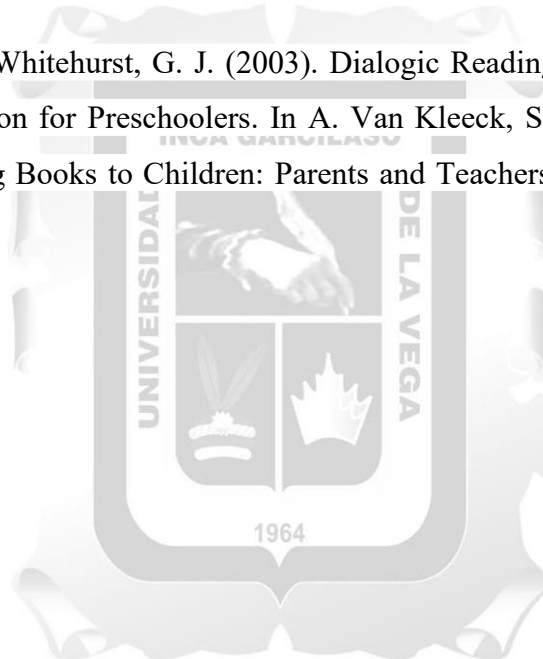 Whitehurst, G. J. (2003). Dialogic Reading
on for Preschoolers. In A. Van Kleeck, S
INCA GARCILASO
g Books to Children: Parents and Teachers
UNIVERSIDAD
DE LA VEGA
1964